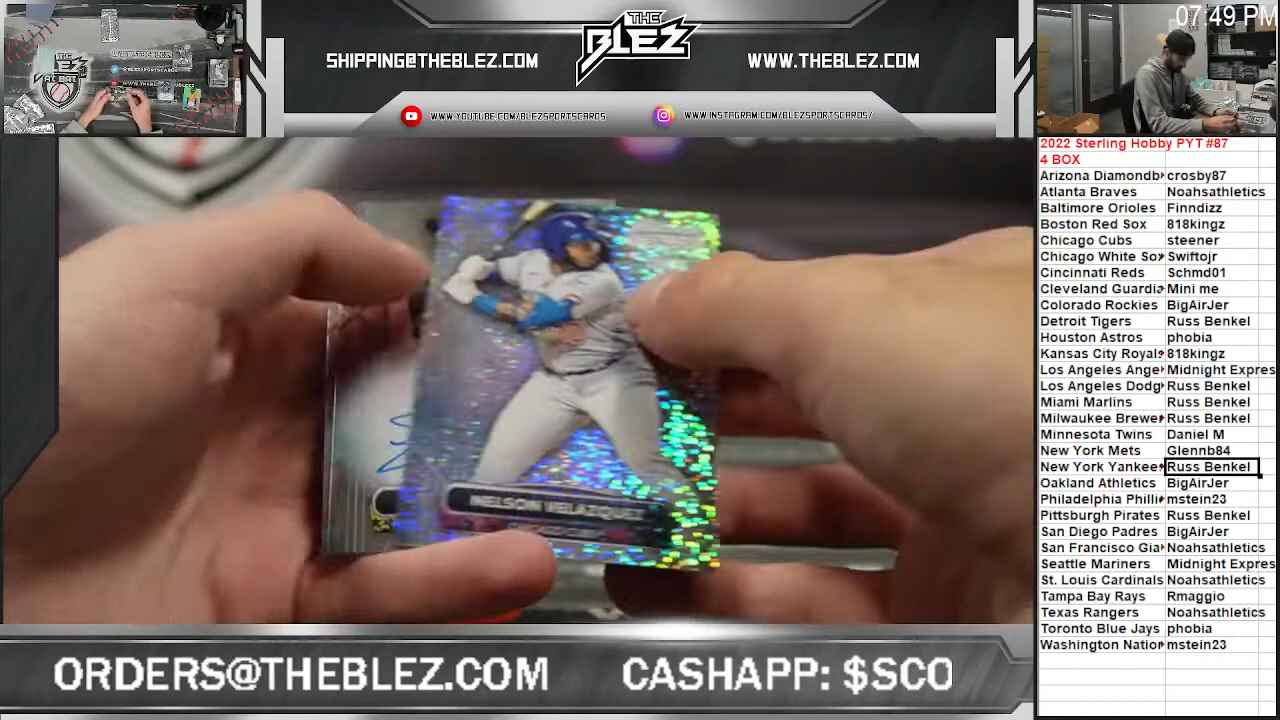 THE
BLEZ
SHIPPING@THEBLEZ.COM
WWW.THEBLEZ.COM
WWW.YOUTUBE.COM/BLEZSPORTSCARDS
WWW.INSTAGRAM.COM/BLEZSPORTSCARDS/
07:49 PM
THE
BLEZ
AT BAT
2022 Sterling Hobby PYT #87
4 BOX
Arizona Diamondb crosby87
Atlanta Braves Noahsathletics
Baltimore Orioles Finndizz
Boston Red Sox 818kingz
Chicago Cubs steener
Chicago White Sox Swiftojr
Cincinnati Reds Schmd01
Cleveland Guardia Mini me
Colorado Rockies BigAirJer
Detroit Tigers Russ Benkel
Houston Astros phobia
Kansas City Royals 818kingz
Los Angeles Ange Midnight Expres
Los Angeles Dodg Russ Benkel
Miami Marlins Russ Benkel
Milwaukee Brewe Russ Benkel
Minnesota Twins Daniel M
New York Mets Glennb84
New York Yankee Russ Benkel
Oakland Athletics BigAirJer
Philadelphia Philli mstein23
Pittsburgh Pirates Russ Benkel
San Diego Padres BigAirJer
San Francisco Gia Noahsathletics
Seattle Mariners Midnight Expres
St. Louis Cardinals Noahsathletics
Tampa Bay Rays Rmaggio
Texas Rangers Noahsathletics
Toronto Blue Jays phobia
Washington Nation mstein23
NELSON VELAZQUEZ
ORDERS@THEBLEZ.COM CASHAPP: $SCO